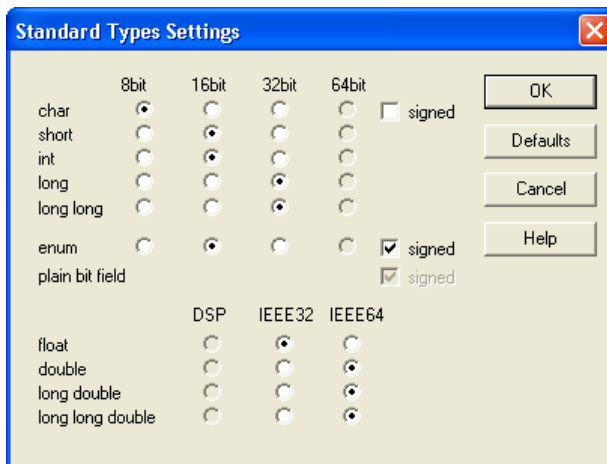 Standard Types Settings
8bit 16bit 32bit 64bit
char signed
short
int
long
long long
enum signed
plain bit field signed
DSP IEEE32 IEEE64
float
double
long double
long long double
OK
Defaults
Cancel
Help